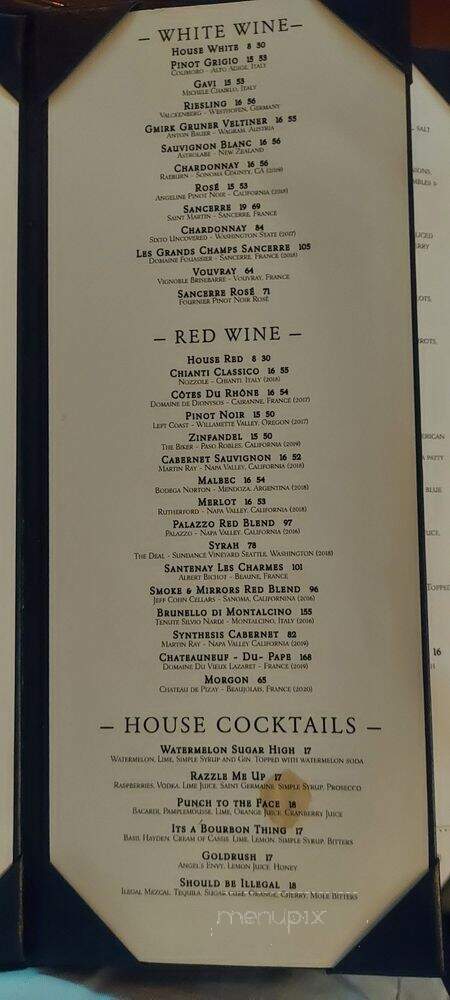 – WHITE WINE–
House White 8 30
Pinot Grigio 15 53
Colmoro - Alto Adige, Italy
Gavi 15 53
Michele Chiarlo, Italy
Riesling 16 56
Valckenberg - Westhofen, Germany
Gmirk Gruner Veltiner 16 55
Anton Bauer - Wagram, Austria
Sauvignon Blanc 16 56
Astrolabe - New Zealand
Chardonnay 16 56
Raeburn - Sonoma County, CA (2019)
Rosé 15 53
Angeline Pinot Noir - California (2018)
Sancerre 19 69
Saint Martin - Sancerre, France
Chardonnay 84
Sixto Uncovered - Washington State (2017)
Les Grands Champs Sancerre 105
Domaine Fouassier - Sancerre, France (2018)
Vouvray 64
Vignoble Brisebarre - Vouvray, France
Sancerre Rosé 71
Fournier Pinot Noir Rosé
– RED WINE –
House Red 8 30
Chianti Classico 16 55
Nozzole - Chianti, Italy (2018)
Côtes Du Rhône 16 54
Domaine de Dionysos - Cairanne, France (2017)
Pinot Noir 15 50
Left Coast - Willamette Valley, Oregon (2017)
Zinfandel 15 50
The Biker - Paso Robles, California (2019)
Cabernet Sauvignon 16 52
Martin Ray - Napa Valley, California (2018)
Malbec 16 54
Bodega Norton - Mendoza, Argentina (2018)
Merlot 16 53
Rutherford - Napa Valley, California (2018)
Palazzo Red Blend 97
Palazzo - Napa Valley, California (2016)
Syrah 78
The Deal - Sundance Vineyard Seattle, Washington (2018)
Santenay Les Charmes 101
Albert Bichot - Beaune, France
Smoke & Mirrors Red Blend 96
Jeff Cohn Cellars - Sanoma, Californina (2016)
Brunello di Montalcino 155
Tenute Silvio Nardi - Montalcino, Italy (2016)
Synthesis Cabernet 82
Martin Ray - Napa Valley California (2019)
Chateauneuf - Du- Pape 168
Domaine Du Vieux Lazaret - France (2019)
Morgon 65
Chateau de Pizay - Beaujolais, France (2020)
– HOUSE COCKTAILS –
Watermelon Sugar High 17
Watermelon, Lime, Simple Syrup and Gin. Topped with watermelon soda
Razzle Me Up 17
Raspberries, Vodka, Lime Juice, Saint Germaine, Simple Syrup, Prosecco
Punch to the Face 18
Bacardi, Pamplemousse, Lime, Orange Juice, Cranberry Juice
Its a Bourbon Thing 17
Basil Hayden, Cream of Cassis, Lime, Lemon, Simple Syrup, Bitters
Goldrush 17
Angel's Envy, Lemon Juice, Honey
Should be Illegal 18
Ilegal Mezcal, Tequila, Sugar Cube, Orange, Cherry, Mole Bitters
menupix
16